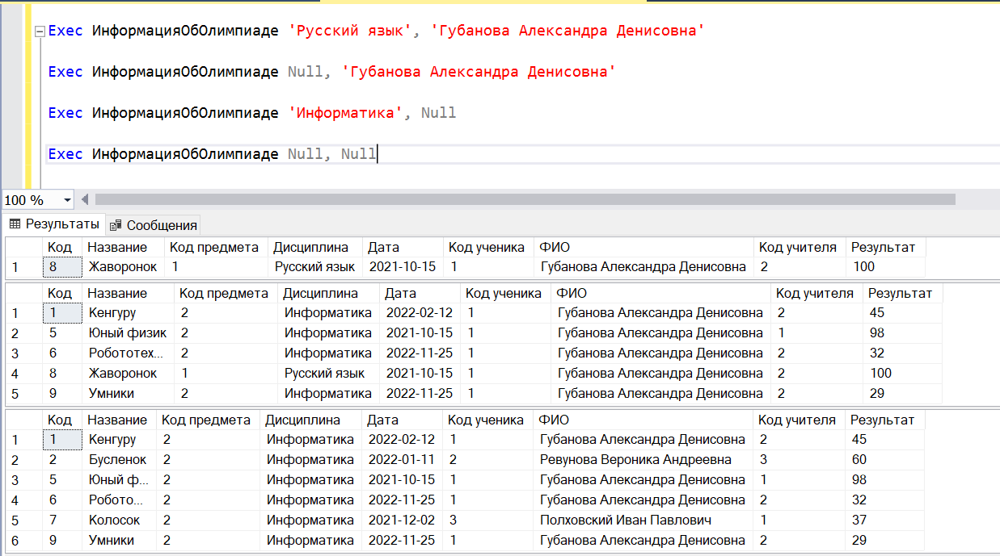 Exec ИнформацияОбОлимпиаде 'Русский язык', 'Губанова Александра Денисовна'
Exec ИнформацияОбОлимпиаде Null, 'Губанова Александра Денисовна'
Exec ИнформацияОбОлимпиаде 'Информатика', Null
Exec ИнформацияОбОлимпиаде Null, Null
100 %
Результаты Сообщения
Код Название Код предмета Дисциплина Дата Код ученика ФИО Код учителя Результат
1 8 Жаворонок 1 Русский язык 2021-10-15 1 Губанова Александра Денисовна 2 100
Код Название Код предмета Дисциплина Дата Код ученика ФИО Код учителя Результат
1 1 Кенгуру 2 Информатика 2022-02-12 1 Губанова Александра Денисовна 2 45
2 5 Юный физик 2 Информатика 2021-10-15 1 Губанова Александра Денисовна 1 98
3 6 Робототех... 2 Информатика 2022-11-25 1 Губанова Александра Денисовна 2 32
4 8 Жаворонок 1 Русский язык 2021-10-15 1 Губанова Александра Денисовна 2 100
5 9 Умники 2 Информатика 2022-11-25 1 Губанова Александра Денисовна 2 29
Код Название Код предмета Дисциплина Дата Код ученика ФИО Код учителя Результат
1 1 Кенгуру 2 Информатика 2022-02-12 1 Губанова Александра Денисовна 2 45
2 2 Бусленок 2 Информатика 2022-01-11 2 Ревунова Вероника Андреевна 3 60
3 5 Юный ф... 2 Информатика 2021-10-15 1 Губанова Александра Денисовна 1 98
4 6 Робото... 2 Информатика 2022-11-25 1 Губанова Александра Денисовна 2 32
5 7 Колосок 2 Информатика 2021-12-02 3 Полховский Иван Павлович 1 37
6 9 Умники 2 Информатика 2022-11-25 1 Губанова Александра Денисовна 2 29